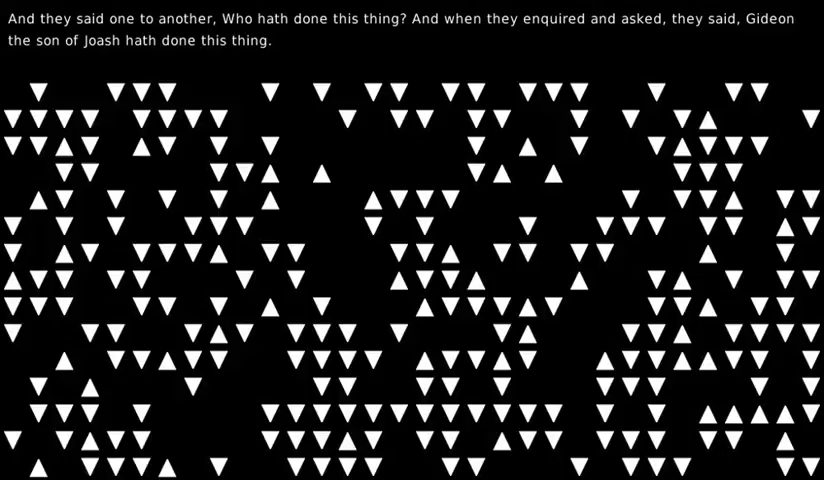 And they said one to another, Who hath done this thing? And when they enquired and asked, they said, Gideon
the son of Joash hath done this thing.